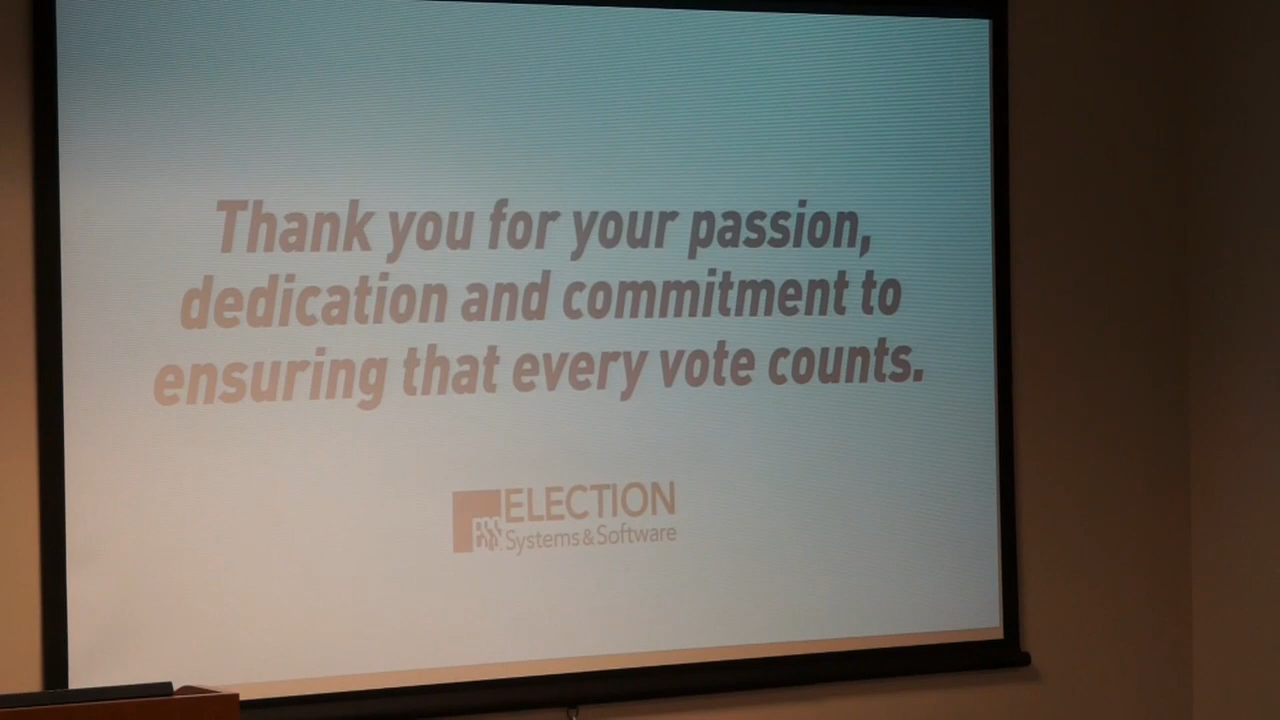 Thank you for your passion,
dedication and commitment to
ensuring that every vote counts.
ELECTION
Systems & Software